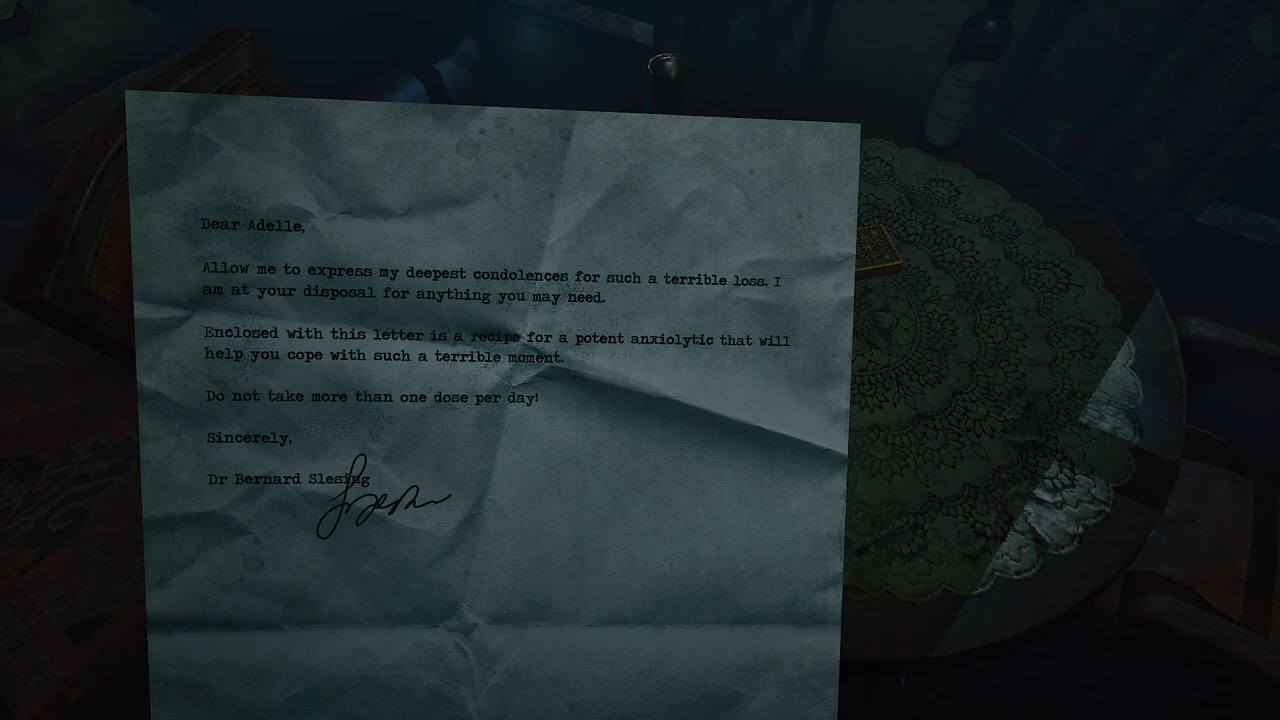 Dear Adelle,
Allow me to express my deepest condolences for such a terrible loss. I
am at your disposal for anything you may need.
Enclosed with this letter is a recipe for a potent anxiolytic that will
help you cope with such a terrible moment.
Do not take more than one dose per day!
Sincerely,
Dr Bernard Slesing